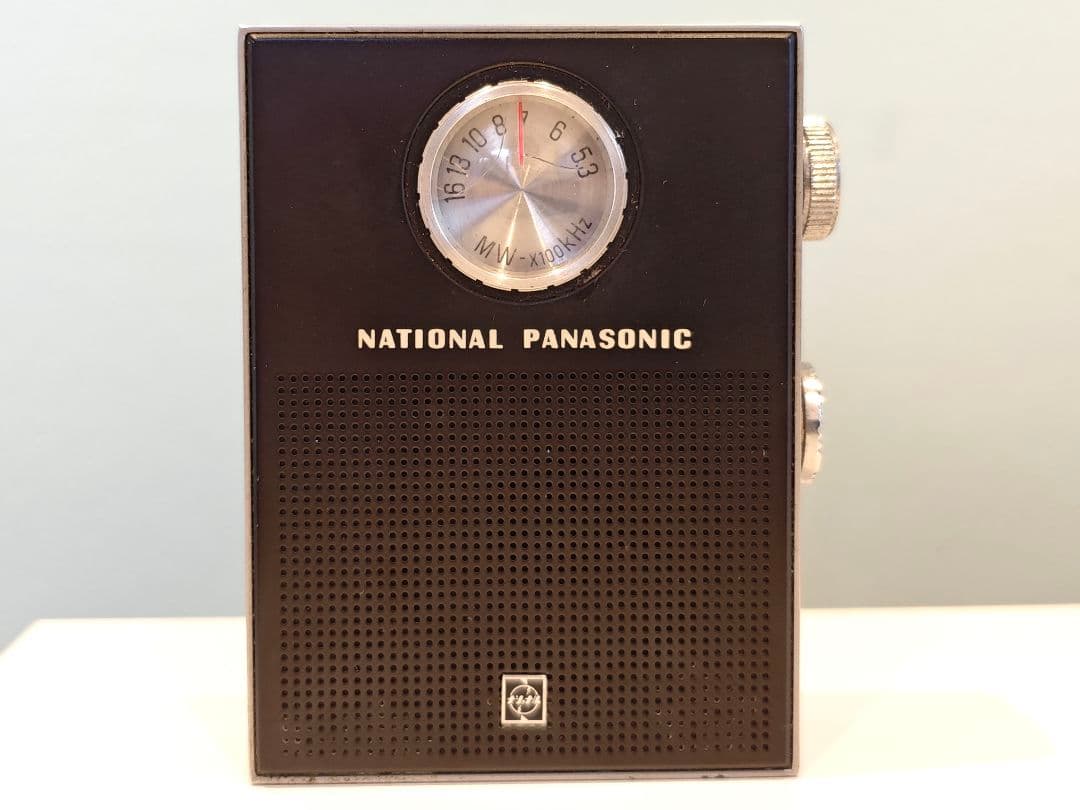 16 13 10 8 7 6 5.3
MW-X100kHz
NATIONAL PANASONIC